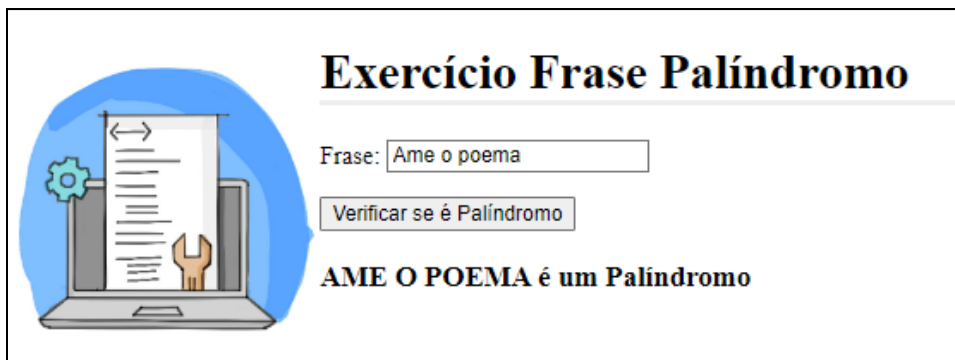 Exercício Frase Palíndromo
Frase: Ame o poema
Verificar se é Palíndromo
AME O POEMA é um Palíndromo